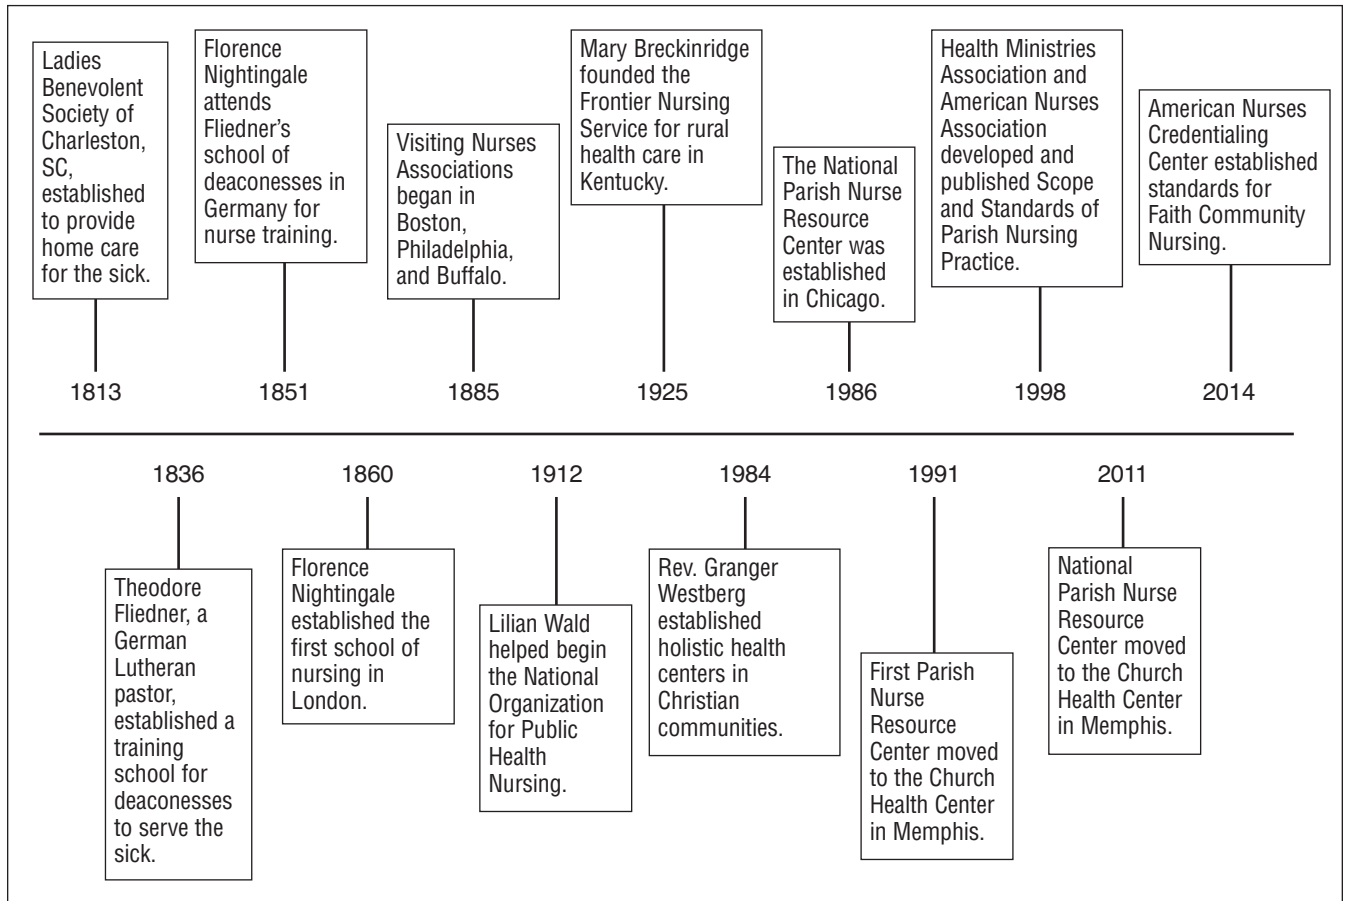 Ladies
Benevolent
Society of
Charleston,
SC,
established
to provide
home care
for the sick.
Florence
Nightingale
attends
Fliedner’s
school of
deaconesses in
Germany for
nurse training.
Visiting Nurses
Associations
began in
Boston,
Philadelphia,
and Buffalo.
Mary Breckinridge
founded the
Frontier Nursing
Service for rural
health care in
Kentucky.
The National
Parish Nurse
Resource
Center was
established
in Chicago.
Health Ministries
Association and
American Nurses
Association
developed and
published Scope
and Standards of
Parish Nursing
Practice.
American Nurses
Credentialing
Center established
standards for
Faith Community
Nursing.
1813
1851
1885
1925
1986
1998
2014
1836
1860
1912
1984
1991
2011
Theodore
Fliedner, a
German
Lutheran
pastor,
established a
training
school for
deaconesses
to serve the
sick.
Florence
Nightingale
established the
first school of
nursing in
London.
Lilian Wald
helped begin
the National
Organization
for Public
Health
Nursing.
Rev. Granger
Westberg
established
holistic health
centers in
Christian
communities.
First Parish
Nurse
Resource
Center moved
to the Church
Health Center
in Memphis.
National
Parish Nurse
Resource
Center moved
to the Church
Health Center
in Memphis.